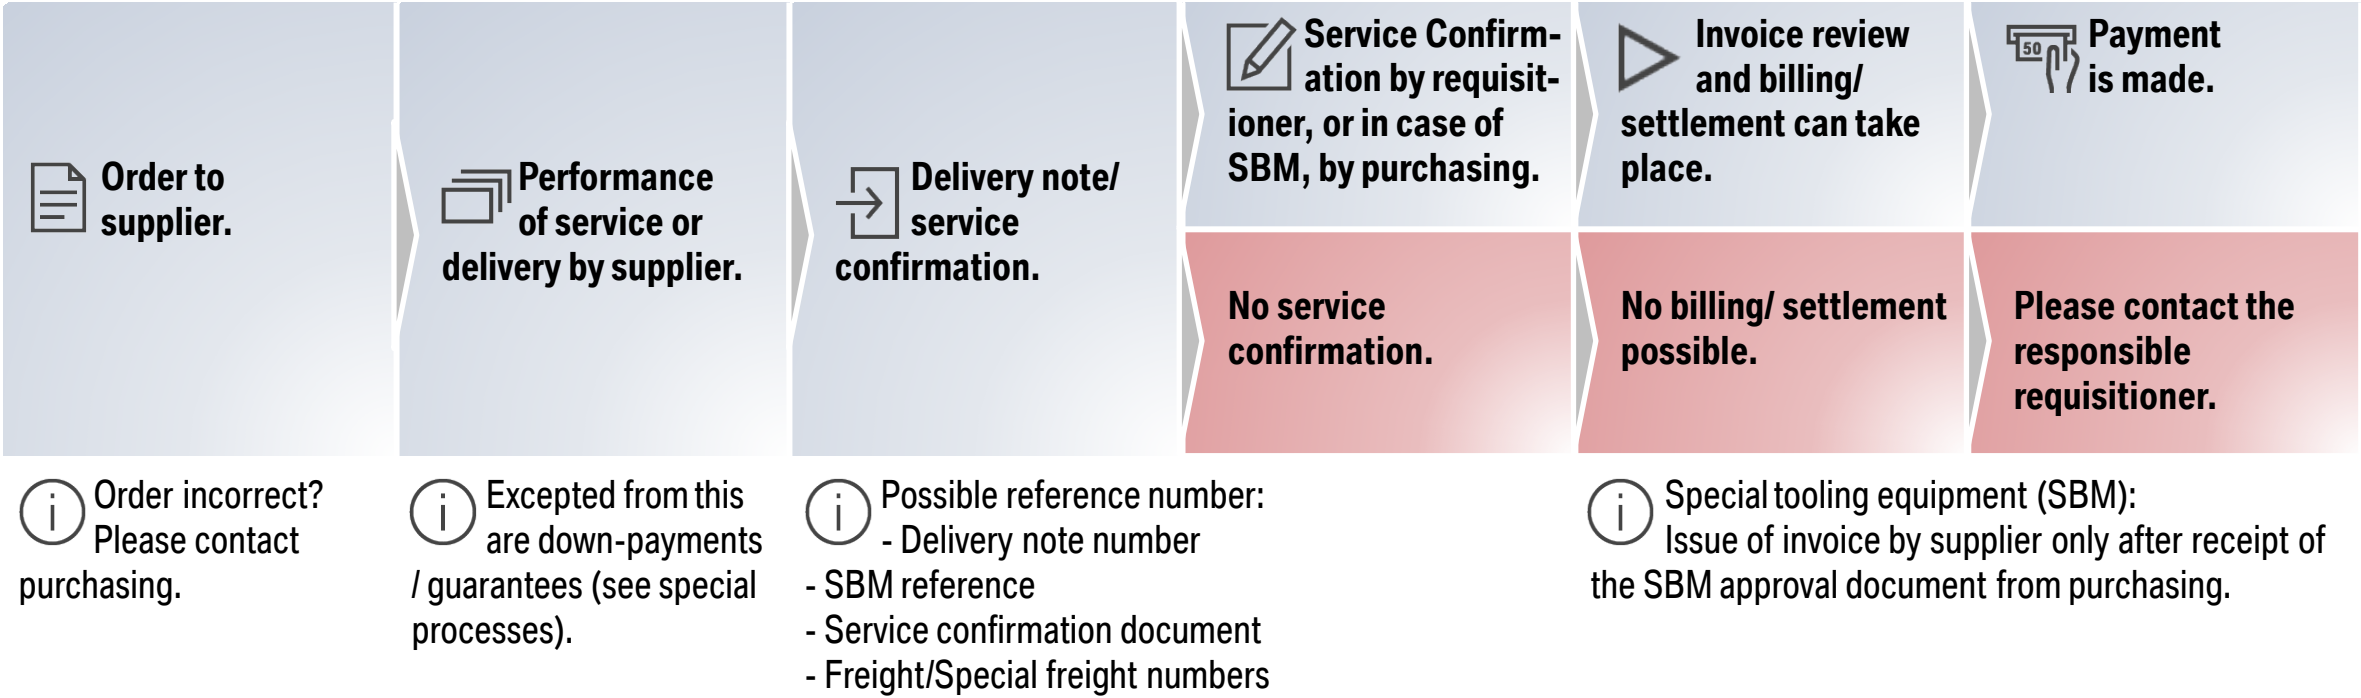 Order to
supplier.
Performance
of service or
delivery by supplier.
Delivery note/
service
confirmation.
Service Confirm-
ation by requisit-
ioner, or in case of
SBM, by purchasing.
Invoice review
and billing/
settlement can take
place.
50
Payment
is made.
No service
confirmation.
No billing/ settlement
possible.
Please contact the
responsible
requisitioner.
i
Order incorrect?
Please contact
purchasing.
i
Excepted from this
are down-payments
/ guarantees (see special
processes).
i
Possible reference number:
- Delivery note number
- SBM reference
- Service confirmation document
- Freight/Special freight numbers
i
Special tooling equipment (SBM):
Issue of invoice by supplier only after receipt of
the SBM approval document from purchasing.